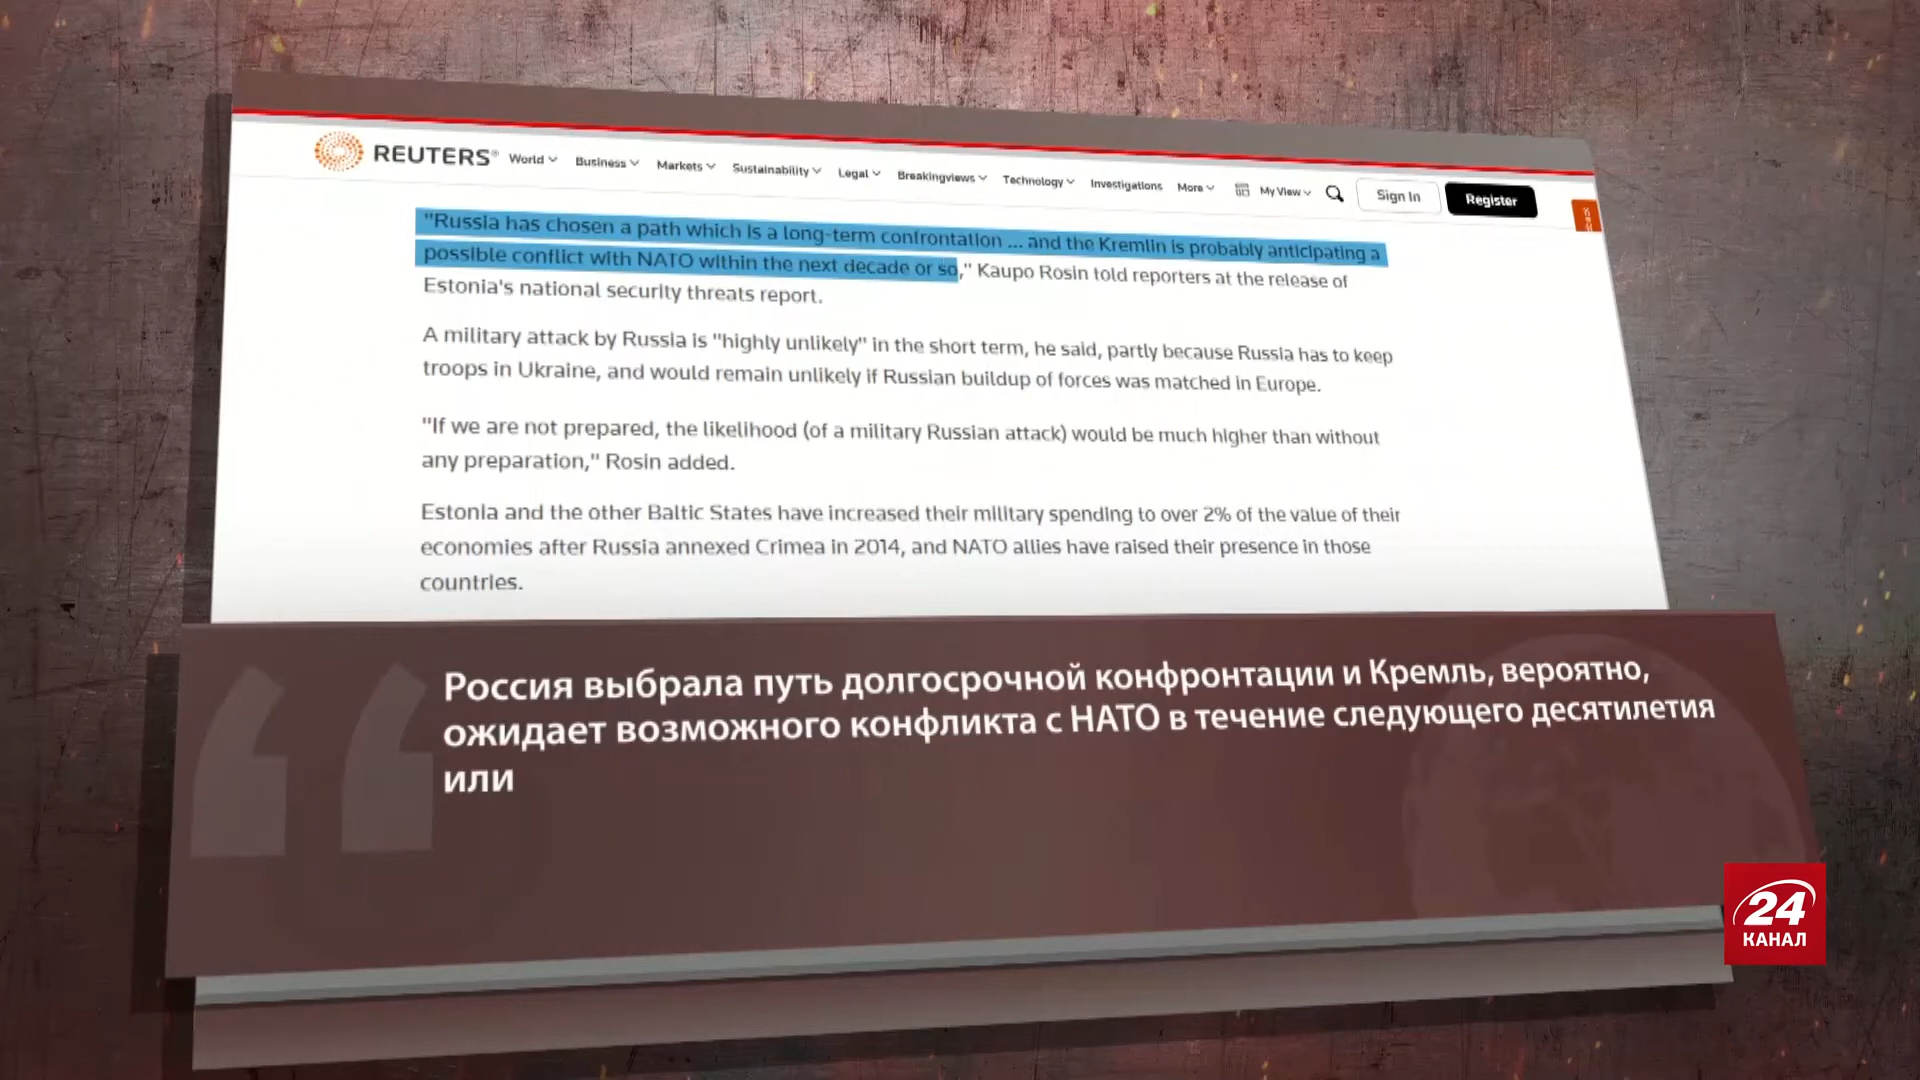 REUTERS®
World
Business
Markets
Sustainability
Legal
Breakingviews
Technology
Investigations
More
My View
Sign In
Register
"Russia has chosen a path which is a long-term confrontation ... and the Kremlin is probably anticipating a
possible conflict with NATO within the next decade or so," Kaupo Rosin told reporters at the release of
Estonia's national security threats report.
A military attack by Russia is "highly unlikely" in the short term, he said, partly because Russia has to keep
troops in Ukraine, and would remain unlikely if Russian buildup of forces was matched in Europe.
"If we are not prepared, the likelihood (of a military Russian attack) would be much higher than without
any preparation," Rosin added.
Estonia and the other Baltic States have increased their military spending to over 2% of the value of their
economies after Russia annexed Crimea in 2014, and NATO allies have raised their presence in those
countries.
Россия выбрала путь долгосрочной конфронтации и Кремль, вероятно,
ожидает возможного конфликта с НАТО в течение следующего десятилетия
или
24
КАНАЛ